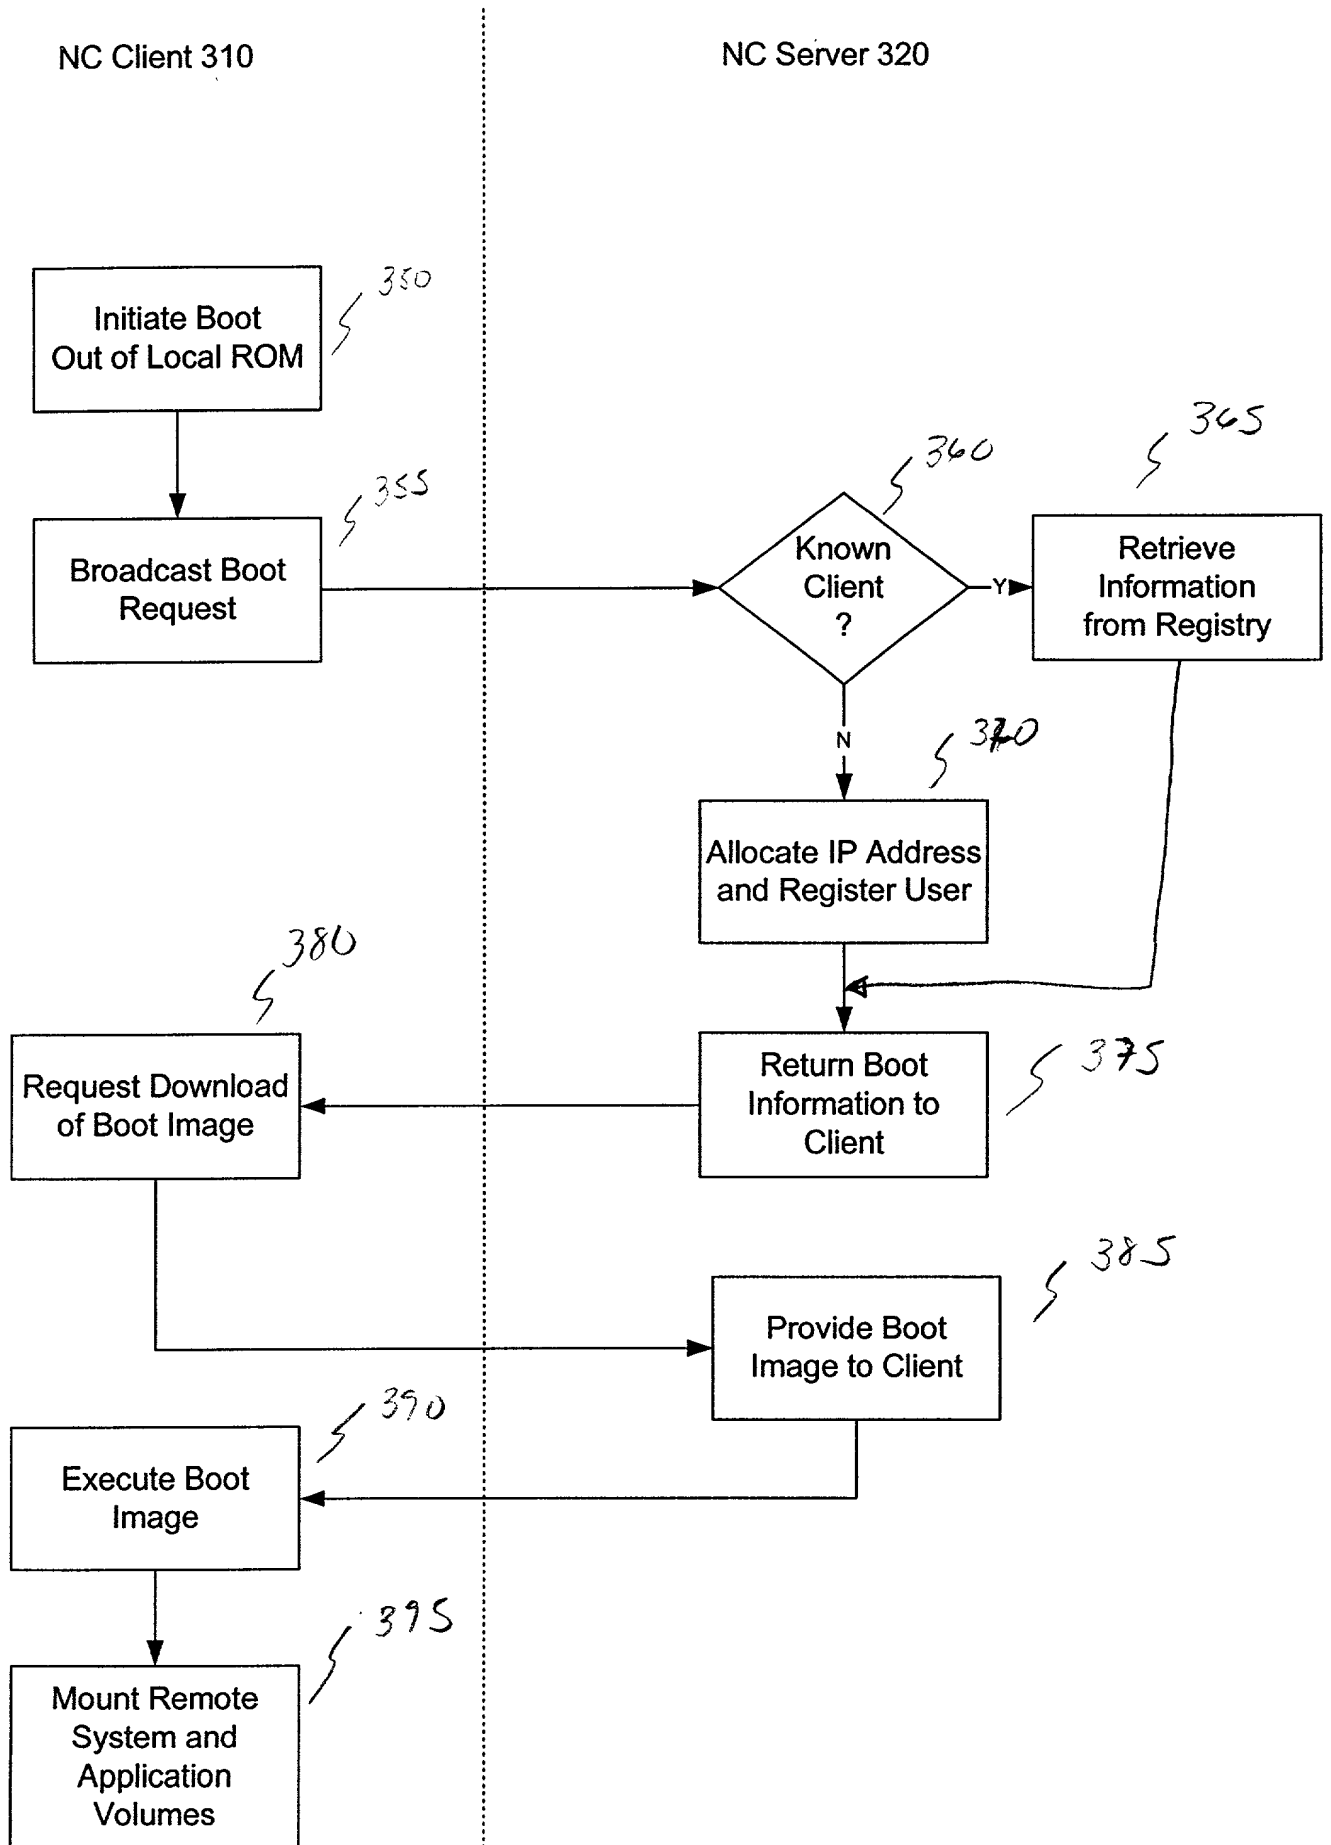 NC Client 310
NC Server 320
350
Initiate Boot
Out of Local ROM
355
Broadcast Boot
Request
360
Known
Client
?
Y
365
Retrieve
Information
from Registry
N
370
Allocate IP Address
and Register User
380
Request Download
of Boot Image
375
Return Boot
Information to
Client
385
Provide Boot
Image to Client
390
Execute Boot
Image
395
Mount Remote
System and
Application
Volumes